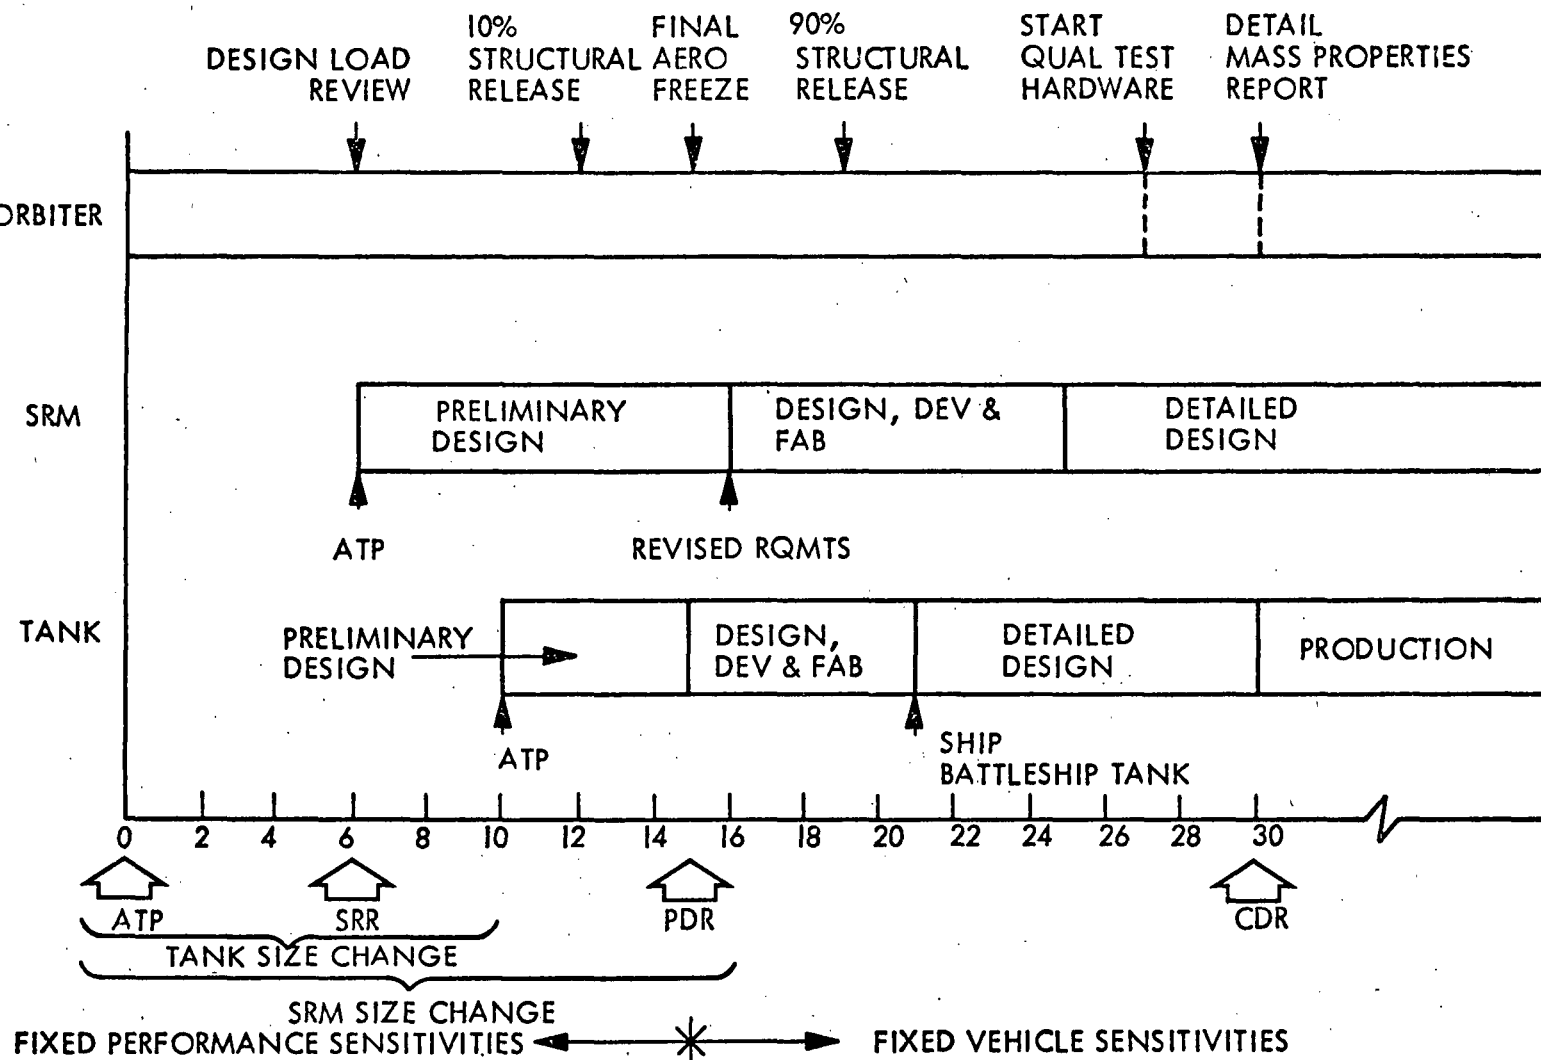 DESIGN LOAD
REVIEW
10%
STRUCTURAL
RELEASE
FINAL
AERO
FREEZE
90%
STRUCTURAL
RELEASE
START
QUAL TEST
HARDWARE
DETAIL
MASS PROPERTIES
REPORT
ORBITER
SRM
PRELIMINARY
DESIGN
DESIGN, DEV &
FAB
DETAILED
DESIGN
ATP
REVISED RQMTS
TANK
PRELIMINARY
DESIGN
DESIGN,
DEV & FAB
DETAILED
DESIGN
PRODUCTION
ATP
SHIP
BATTLESHIP TANK
0 2 4 6 8 10 12 14 16 18 20 22 24 26 28 30
ATP SRR PDR CDR
TANK SIZE CHANGE
SRM SIZE CHANGE
FIXED PERFORMANCE SENSITIVITIES
FIXED VEHICLE SENSITIVITIES